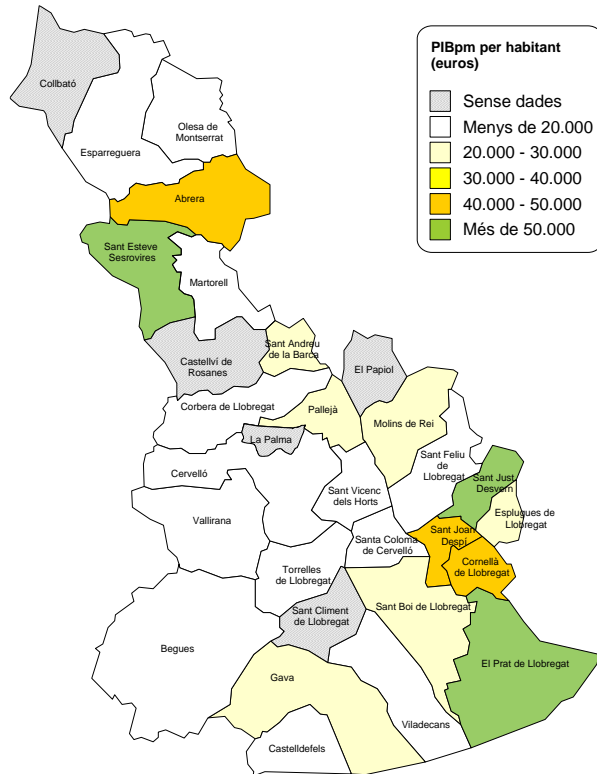 PIBpm per habitant
(euros)
Sense dades
Menys de 20.000
20.000 - 30.000
30.000 - 40.000
40.000 - 50.000
Més de 50.000
Collbató
Olesa de
Montserrat
Esparreguera
Abrera
Sant Esteve
Sesrovires
Martorell
Sant Andreu
de la Barca
Castellví de
Rosanes
El Papiol
Corbera de Llobregat
Pallejà
Molins de Rei
La Palma
Sant Feliu
de
Llobregat
Cervelló
Sant Just
Desvern
Sant Vicenc
dels Horts
Esplugues de
Llobregat
Vallirana
Sant Joan
Despí
Santa Coloma
de Cervelló
Cornellà
de Llobregat
Torrelles
de Llobregat
Sant Climent
de Llobregat
Sant Boi de Llobregat
Begues
El Prat de Llobregat
Gava
Viladecans
Castelldefels